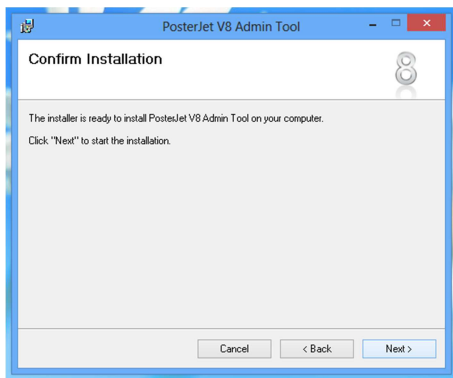 PosterJet V8 Admin Tool
Confirm Installation
8
The installer is ready to install PosterJet V8 Admin Tool on your computer.
Click "Next" to start the installation.
Cancel
< Back
Next >